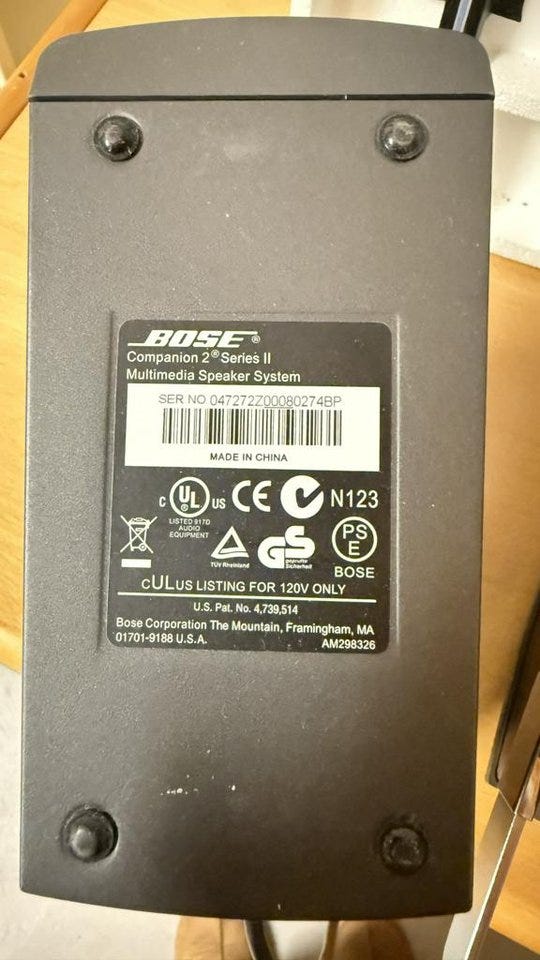 BOSE®
Companion 2® Series II
Multimedia Speaker System
SER NO 047272Z00080274BP
MADE IN CHINA
C UL US CE N123
LISTED 917D
AUDIO
EQUIPMENT
TÜV Rheinland
GS
geprüfte
Sicherheit
PS
E
BOSE
cULUS LISTING FOR 120V ONLY
U.S. Pat. No. 4,739,514
Bose Corporation The Mountain, Framingham, MA
01701-9188 U.S.A. AM298326